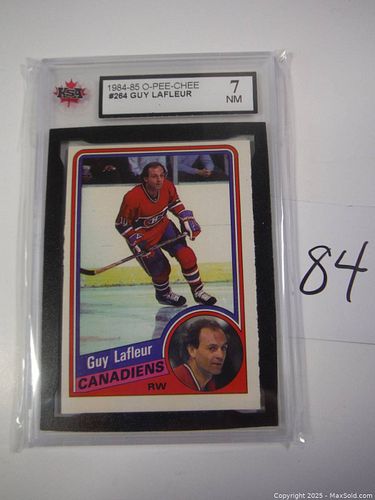 KSA
1984-85 O-PEE-CHEE
#264 GUY LAFLEUR
7
NM
Guy Lafleur
CANADIENS
RW
84
Copyright 2025 - MaxSold.com